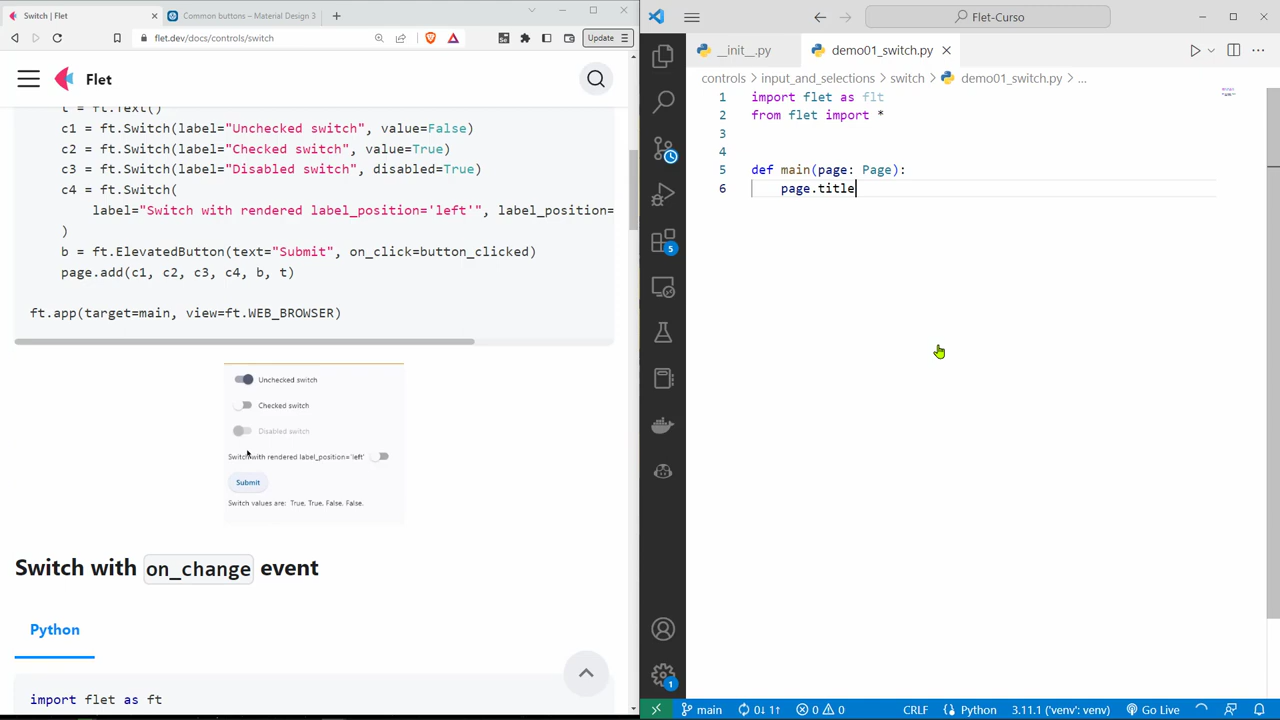 Switch | Flet
Common buttons – Material Design 3
flet.dev/docs/controls/switch
Update
Flet
t = ft.Text()
c1 = ft.Switch(label="Unchecked switch", value=False)
c2 = ft.Switch(label="Checked switch", value=True)
c3 = ft.Switch(label="Disabled switch", disabled=True)
c4 = ft.Switch(
label="Switch with rendered label_position='left'", label_position=
)
b = ft.ElevatedButton(text="Submit", on_click=button_clicked)
page.add(c1, c2, c3, c4, b, t)
ft.app(target=main, view=ft.WEB_BROWSER)
Unchecked switch
Checked switch
Disabled switch
Switch with rendered label_position='left'
Submit
Switch values are: True, True, False, False.
Switch with on_change event
Python
import flet as ft
Flet-Curso
__init__.py
demo01_switch.py
controls > input_and_selections > switch > demo01_switch.py > ...
1 import flet as flt
2 from flet import *
3
4
5 def main(page: Page):
6 page.title
5
1
main 0↓ 1↑ 0 0 CRLF Python 3.11.1 ('venv': venv) Go Live